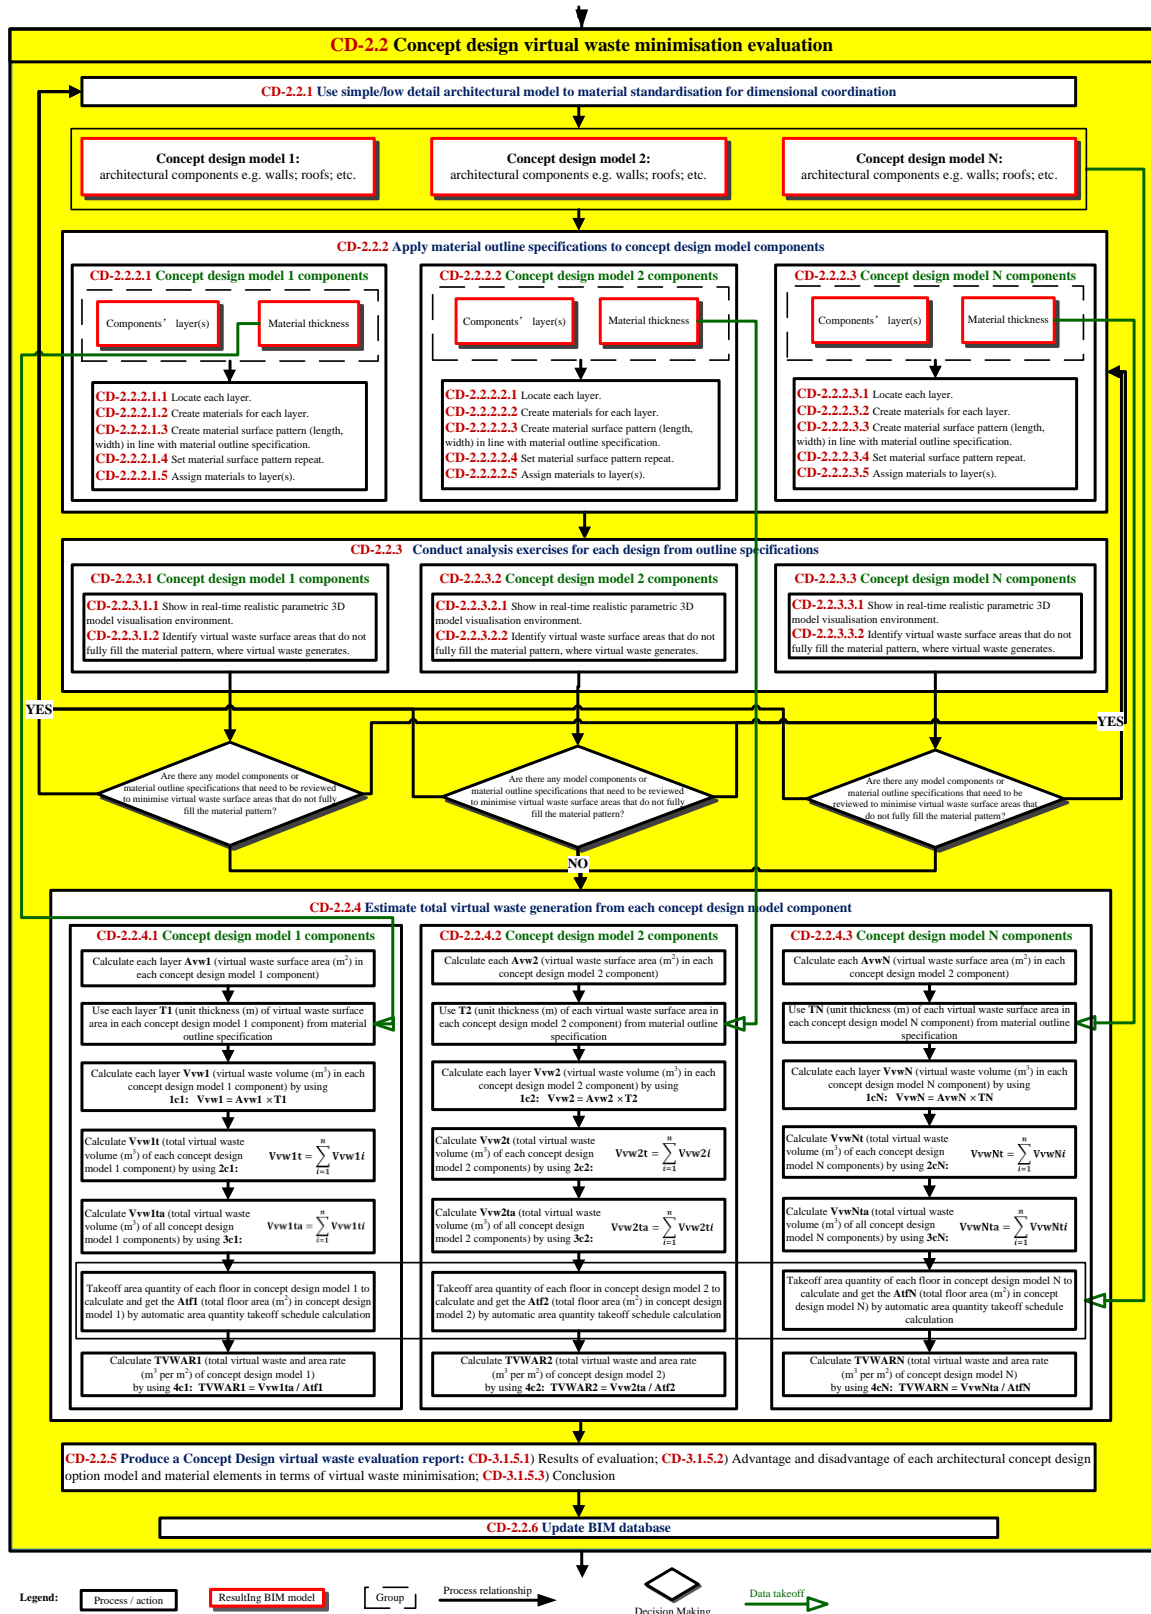 CD-2.2 Concept design virtual waste minimisation evaluation
CD-2.2.1 Use simple/low detail architectural model to material standardisation for dimensional coordination
Concept design model 1:
architectural components e.g. walls; roofs; etc.
Concept design model 2:
architectural components e.g. walls; roofs; etc.
Concept design model N:
architectural components e.g. walls; roofs; etc.
CD-2.2.2 Apply material outline specifications to concept design model components
CD-2.2.2.1 Concept design model 1 components
Components' layer(s)
Material thickness
CD-2.2.2.1.1 Locate each layer.
CD-2.2.2.1.2 Create materials for each layer.
CD-2.2.2.1.3 Create material surface pattern (length,
width) in line with material outline specification.
CD-2.2.2.1.4 Set material surface pattern repeat.
CD-2.2.2.1.5 Assign materials to layer(s).
CD-2.2.2.2 Concept design model 2 components
Components' layer(s)
Material thickness
CD-2.2.2.2.1 Locate each layer.
CD-2.2.2.2.2 Create materials for each layer.
CD-2.2.2.2.3 Create material surface pattern (length,
width) in line with material outline specification.
CD-2.2.2.2.4 Set material surface pattern repeat.
CD-2.2.2.2.5 Assign materials to layer(s).
CD-2.2.2.3 Concept design model N components
Components' layer(s)
Material thickness
CD-2.2.2.3.1 Locate each layer.
CD-2.2.2.3.2 Create materials for each layer.
CD-2.2.2.3.3 Create material surface pattern (length,
width) in line with material outline specification.
CD-2.2.2.3.4 Set material surface pattern repeat.
CD-2.2.2.3.5 Assign materials to layer(s).
CD-2.2.3 Conduct analysis exercises for each design from outline specifications
CD-2.2.3.1 Concept design model 1 components
CD-2.2.3.1.1 Show in real-time realistic parametric 3D
model visualisation environment.
CD-2.2.3.1.2 Identify virtual waste surface areas that do not
fully fill the material pattern, where virtual waste generates.
CD-2.2.3.2 Concept design model 2 components
CD-2.2.3.2.1 Show in real-time realistic parametric 3D
model visualisation environment.
CD-2.2.3.2.2 Identify virtual waste surface areas that do not
fully fill the material pattern, where virtual waste generates.
CD-2.2.3.3 Concept design model N components
CD-2.2.3.3.1 Show in real-time realistic parametric 3D
model visualisation environment.
CD-2.2.3.3.2 Identify virtual waste surface areas that do not
fully fill the material pattern, where virtual waste generates.
YES
YES
Are there any model components or
material outline specifications that need to be reviewed
to minimise virtual waste surface areas that do not fully
fill the material pattern?
Are there any model components or
material outline specifications that need to be reviewed
to minimise virtual waste surface areas that do not fully
fill the material pattern?
Are there any model components or
material outline specifications that need to be
reviewed to minimise virtual waste surface areas that
do not fully fill the material pattern?
NO
CD-2.2.4 Estimate total virtual waste generation from each concept design model component
CD-2.2.4.1 Concept design model 1 components
Calculate each layer Avw1 (virtual waste surface area (m²) in
each concept design model 1 component)
Use each layer T1 (unit thickness (m) of virtual waste surface
area in each concept design model 1 component) from material
outline specification
Calculate each layer Vvw1 (virtual waste volume (m³) in each
concept design model 1 component) by using
1c1: Vvw1 = Avw1 × T1
Calculate Vvw1t (total virtual waste
volume (m³) of each concept design
model 1 component) by using 2c1:
Vvw1t = ∑ⁿᵢ₌₁ Vvw1i
Calculate Vvw1ta (total virtual waste
volume (m³) of all concept design
model 1 components) by using 3c1:
Vvw1ta = ∑ⁿᵢ₌₁ Vvw1ti
Takeoff area quantity of each floor in concept design model 1 to
calculate and get the Atf1 (total floor area (m²) in concept design
model 1) by automatic area quantity takeoff schedule calculation
Calculate TVWAR1 (total virtual waste and area rate
(m³ per m²) of concept design model 1)
by using 4c1: TVWAR1 = Vvw1ta / Atf1
CD-2.2.4.2 Concept design model 2 components
Calculate each Avw2 (virtual waste surface area (m²) in each
concept design model 2 component)
Use T2 (unit thickness (m) of each virtual waste surface area in
each concept design model 2 component) from material outline
specification
Calculate each layer Vvw2 (virtual waste volume (m³) in each
concept design model 2 component) by using
1c2: Vvw2 = Avw2 × T2
Calculate Vvw2t (total virtual waste
volume (m³) of each concept design
model 2 components) by using 2c2:
Vvw2t = ∑ⁿᵢ₌₁ Vvw2i
Calculate Vvw2ta (total virtual waste
volume (m³) of all concept design
model 2 components) by using 3c2:
Vvw2ta = ∑ⁿᵢ₌₁ Vvw2ti
Takeoff area quantity of each floor in concept design model 2 to
calculate and get the Atf2 (total floor area (m²) in concept design
model 2) by automatic area quantity takeoff schedule calculation
Calculate TVWAR2 (total virtual waste and area rate
(m³ per m²) of concept design model 2)
by using 4c2: TVWAR2 = Vvw2ta / Atf2
CD-2.2.4.3 Concept design model N components
Calculate each AvwN (virtual waste surface area (m²) in each
concept design model 2 component)
Use TN (unit thickness (m) of each virtual waste surface area in
each concept design model N component) from material outline
specification
Calculate each layer VvwN (virtual waste volume (m³) in each
concept design model N component) by using
1cN: VvwN = AvwN × TN
Calculate VvwNt (total virtual waste
volume (m³) of each concept design
model N components) by using 2cN:
VvwNt = ∑ⁿᵢ₌₁ VvwNi
Calculate VvwNta (total virtual waste
volume (m³) of all concept design
model N components) by using 3cN:
VvwNta = ∑ⁿᵢ₌₁ VvwNti
Takeoff area quantity of each floor in concept design model N to
calculate and get the AtfN (total floor area (m²) in concept
design model N) by automatic area quantity takeoff schedule
calculation
Calculate TVWARN (total virtual waste and area rate
(m³ per m²) of concept design model N)
by using 4cN: TVWARN = VvwNta / AtfN
CD-2.2.5 Produce a Concept Design virtual waste evaluation report: CD-3.1.5.1) Results of evaluation; CD-3.1.5.2) Advantage and disadvantage of each architectural concept design
option model and material elements in terms of virtual waste minimisation; CD-3.1.5.3) Conclusion
CD-2.2.6 Update BIM database
Legend:
Process / action
ResultIng BIM model
Group
Process relationship
Decision Making
Data takeoff